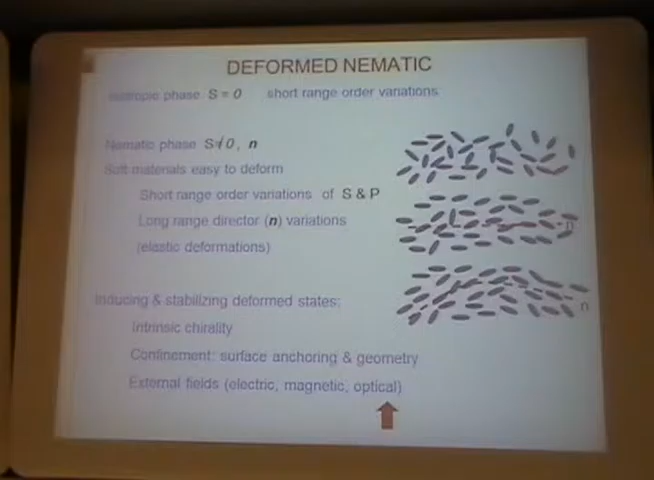 DEFORMED NEMATIC
Isotropic phase S = 0 short range order variations
Nematic phase S≠0, n
Soft materials easy to deform
Short range order variations of S & P
Long range director (n) variations
(elastic deformations)
n
Inducing & stabilizing deformed states:
n
Intrinsic chirality
Confinement: surface anchoring & geometry
External fields (electric, magnetic, optical)